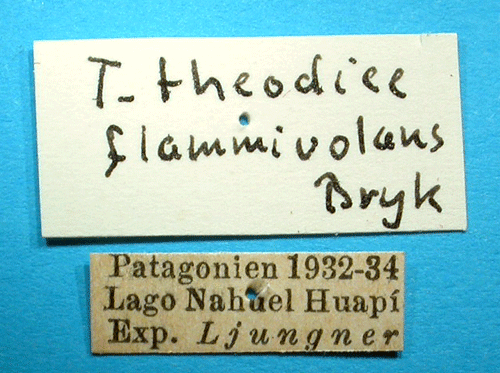 T. theodice
flammivolans
Bryk
Patagonien 1932-34
Lago Nahuel Huapí
Exp. Ljungner